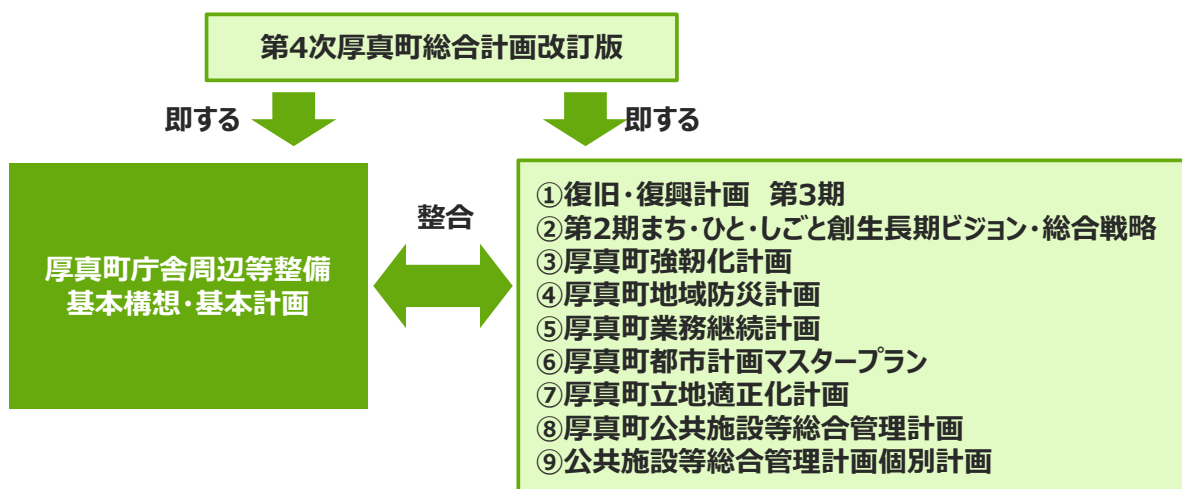 第4次厚真町総合計画改訂版
即する
即する
厚真町庁舎周辺等整備
基本構想・基本計画
整合
①復旧・復興計画 第3期
②第2期まち・ひと・しごと創生長期ビジョン・総合戦略
③厚真町強靭化計画
④厚真町地域防災計画
⑤厚真町業務継続計画
⑥厚真町都市計画マスタープラン
⑦厚真町立地適正化計画
⑧厚真町公共施設等総合管理計画
⑨公共施設等総合管理計画個別計画